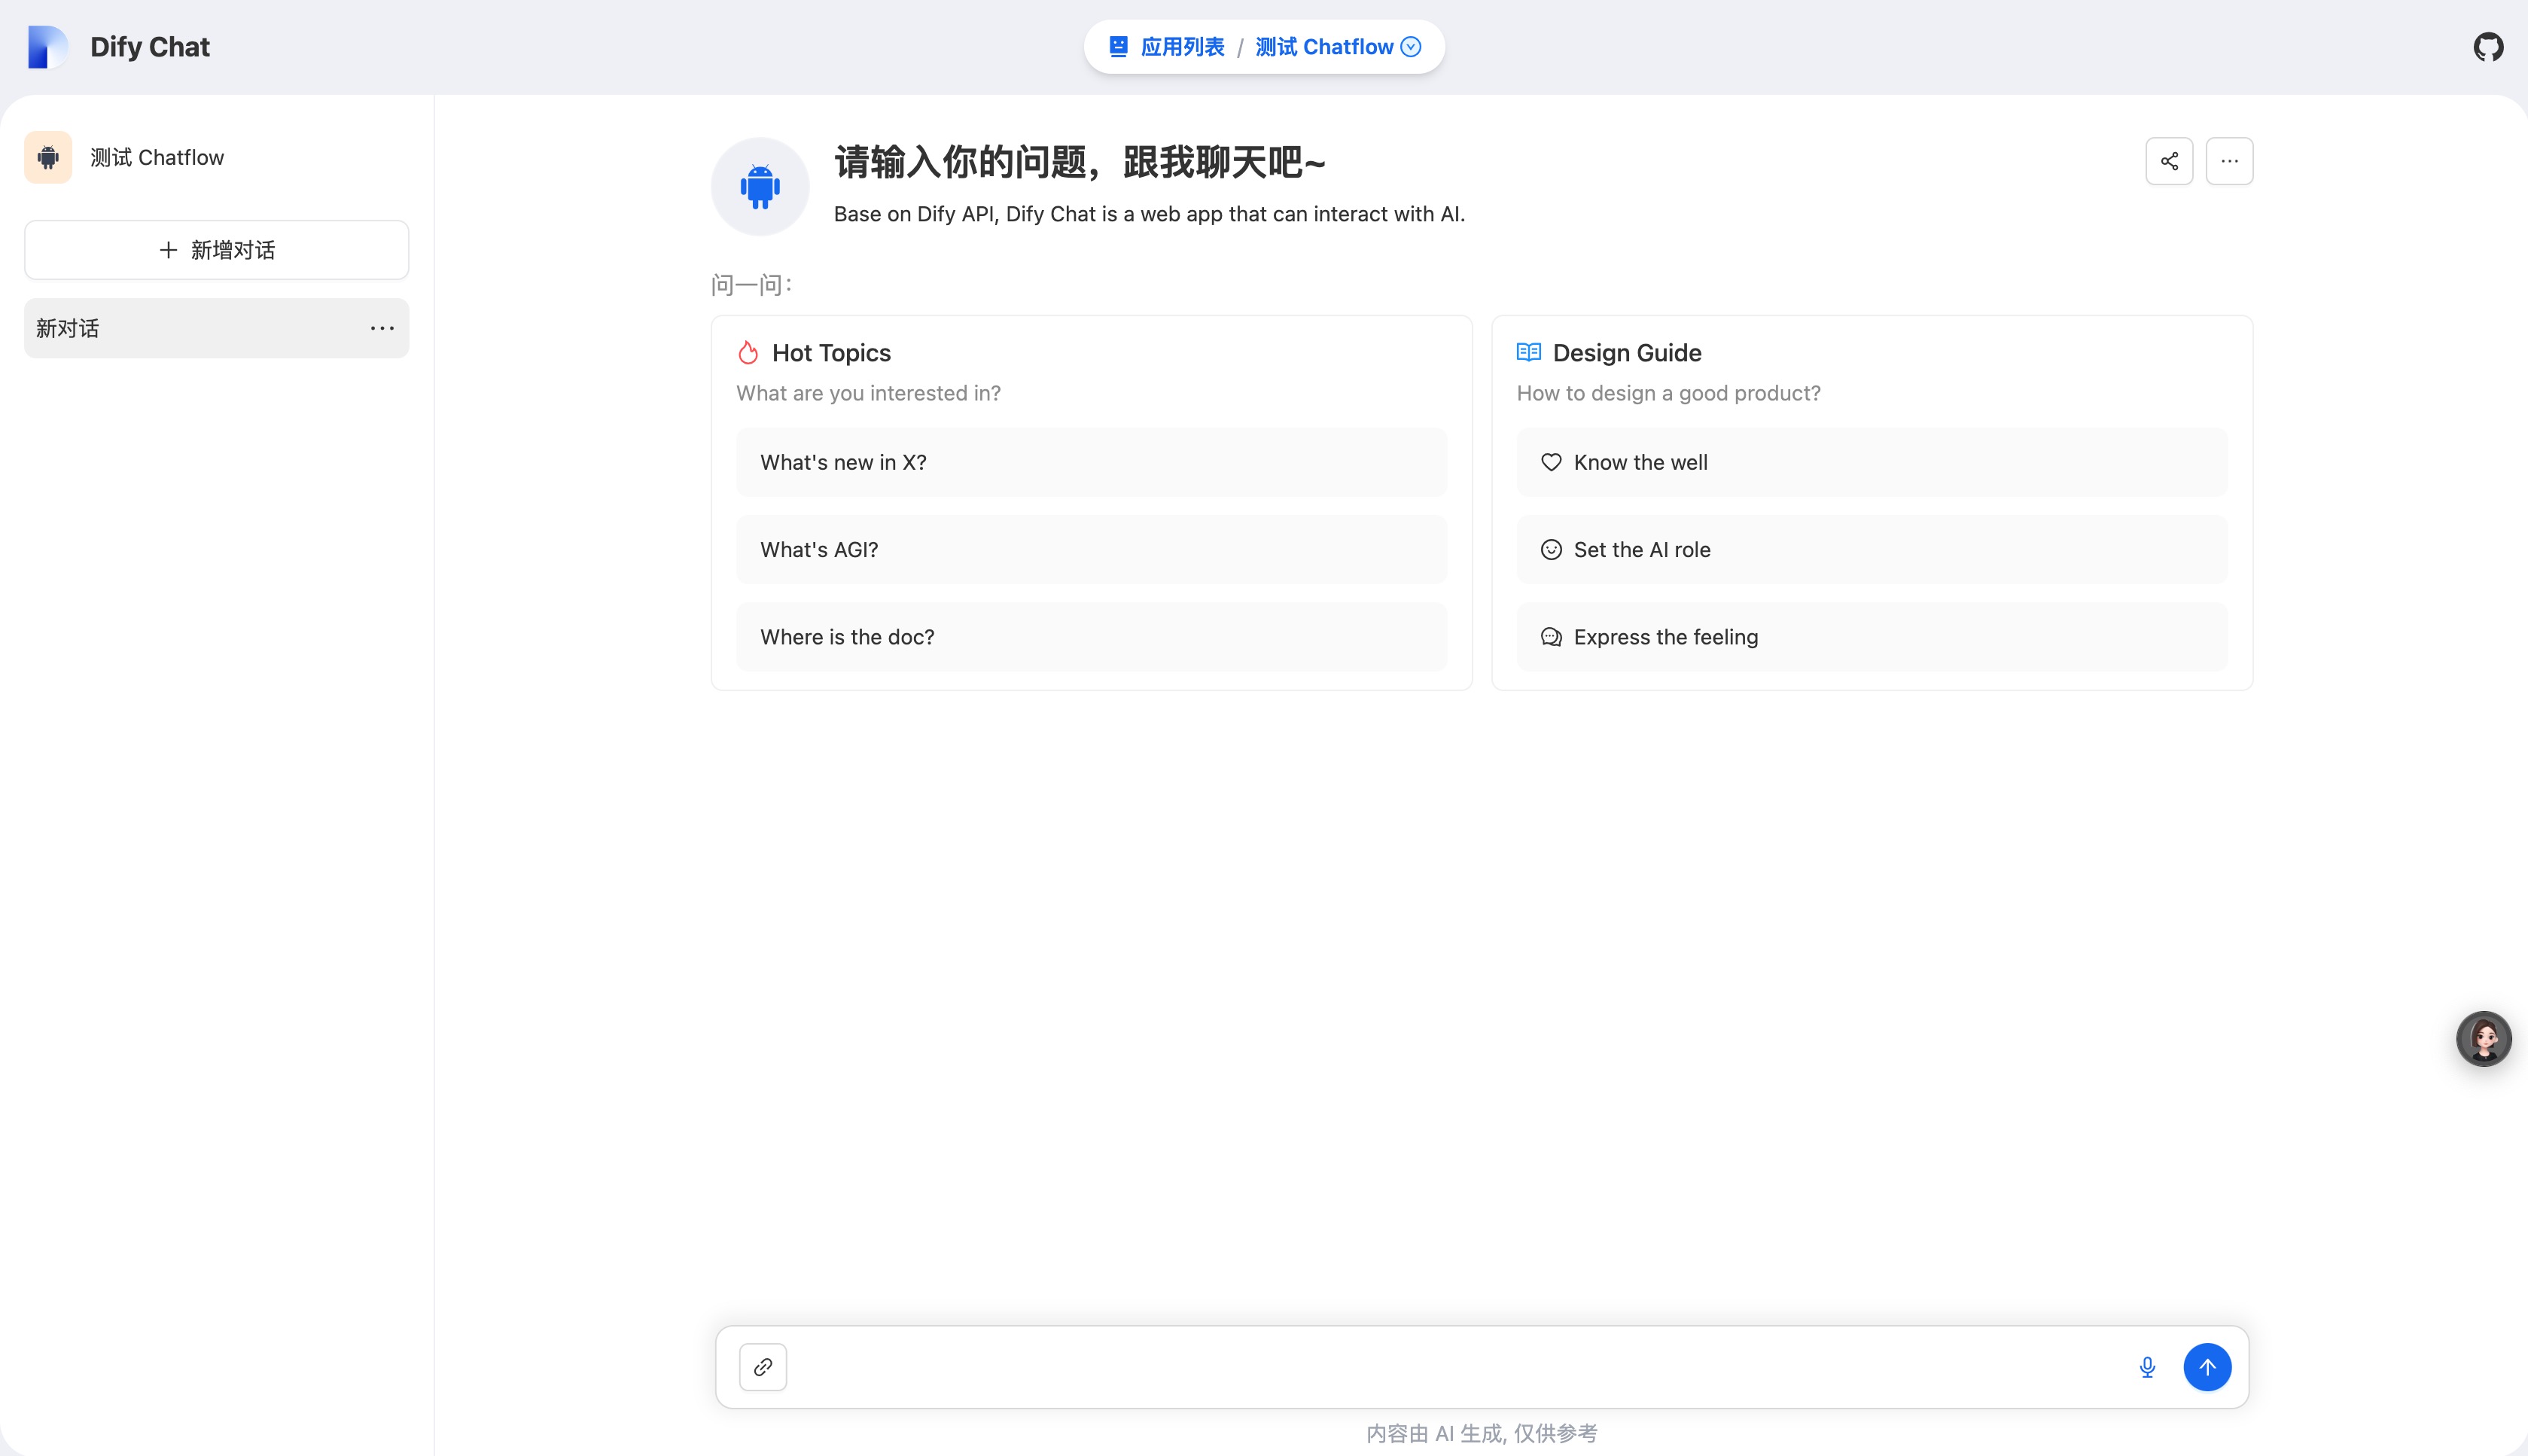 Dify Chat
应用列表 / 测试 Chatflow
测试 Chatflow
新增对话
新对话
请输入你的问题，跟我聊天吧~
Base on Dify API, Dify Chat is a web app that can interact with AI.
问一问：
Hot Topics
What are you interested in?
What's new in X?
What's AGI?
Where is the doc?
Design Guide
How to design a good product?
Know the well
Set the AI role
Express the feeling
内容由 AI 生成, 仅供参考